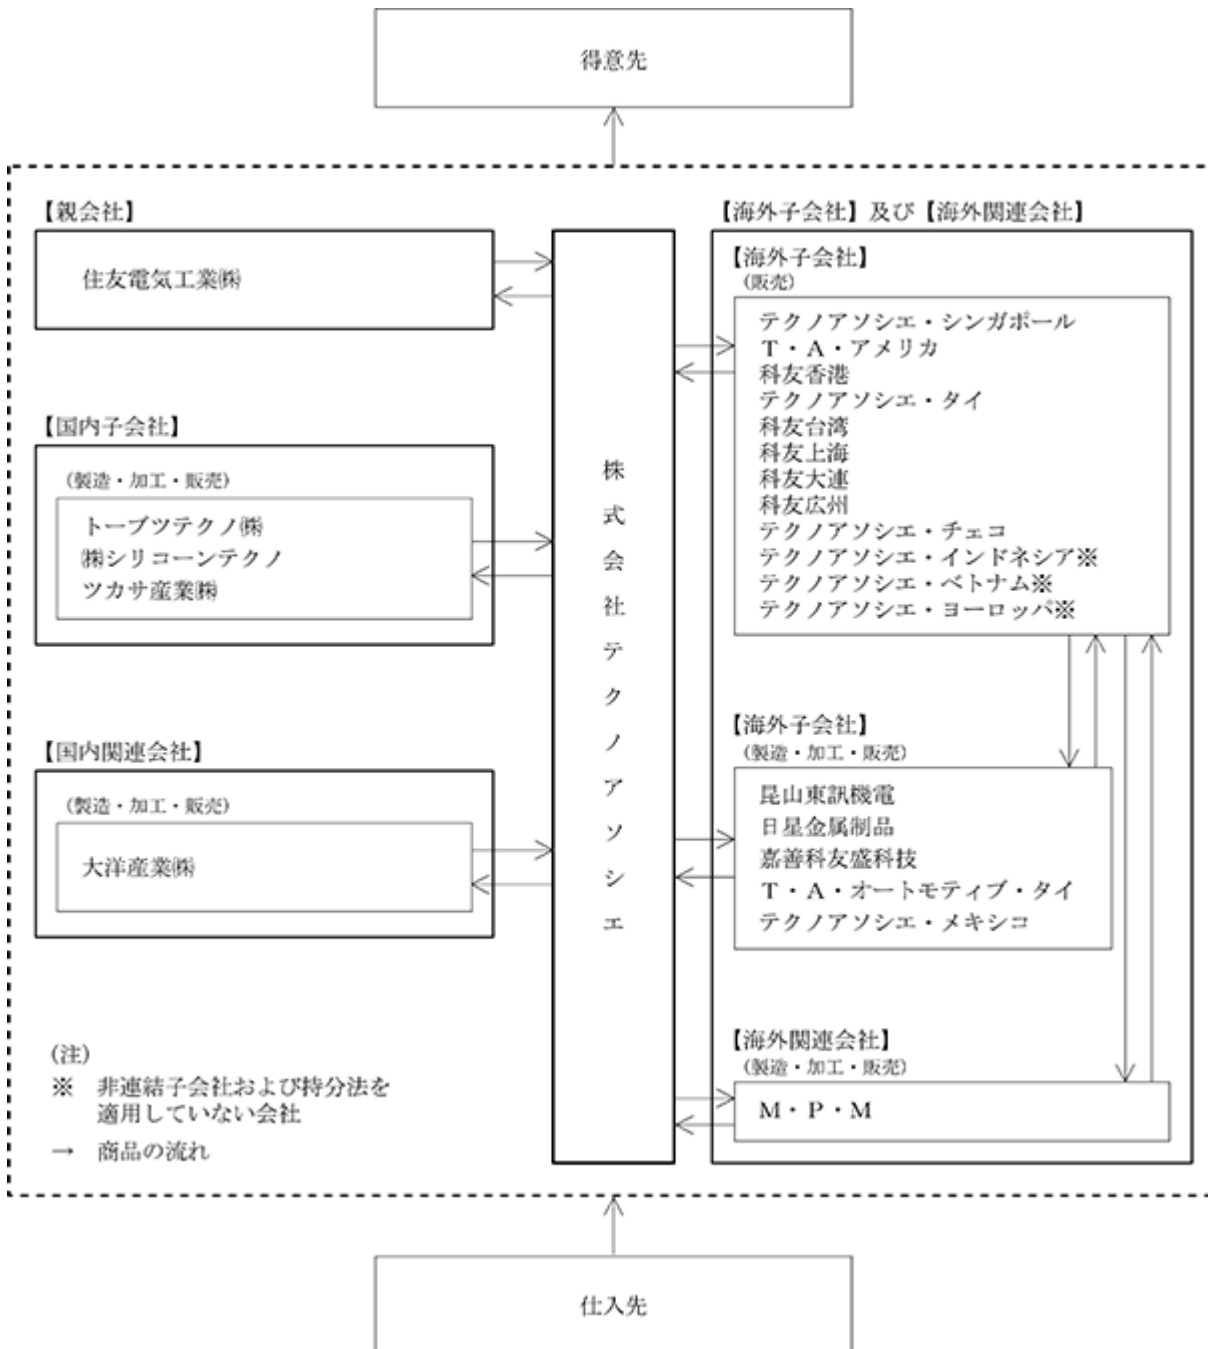 得意先
【親会社】
住友電気工業㈱
【国内子会社】
(製造・加工・販売)
トーブツテクノ㈱
㈱シリコーンテクノ
ツカサ産業㈱
【国内関連会社】
(製造・加工・販売)
大洋産業㈱
株式会社テクノアソシエ
【海外子会社】及び【海外関連会社】
【海外子会社】
(販売)
テクノアソシエ・シンガポール
T・A・アメリカ
科友香港
テクノアソシエ・タイ
科友台湾
科友上海
科友大連
科友広州
テクノアソシエ・チェコ
テクノアソシエ・インドネシア※
テクノアソシエ・ベトナム※
テクノアソシエ・ヨーロッパ※
【海外子会社】
(製造・加工・販売)
昆山東訊機電
日星金属制品
嘉善科友盛科技
T・A・オートモティブ・タイ
テクノアソシエ・メキシコ
【海外関連会社】
(製造・加工・販売)
M・P・M
(注)
※ 非連結子会社および持分法を
適用していない会社
→ 商品の流れ
仕入先